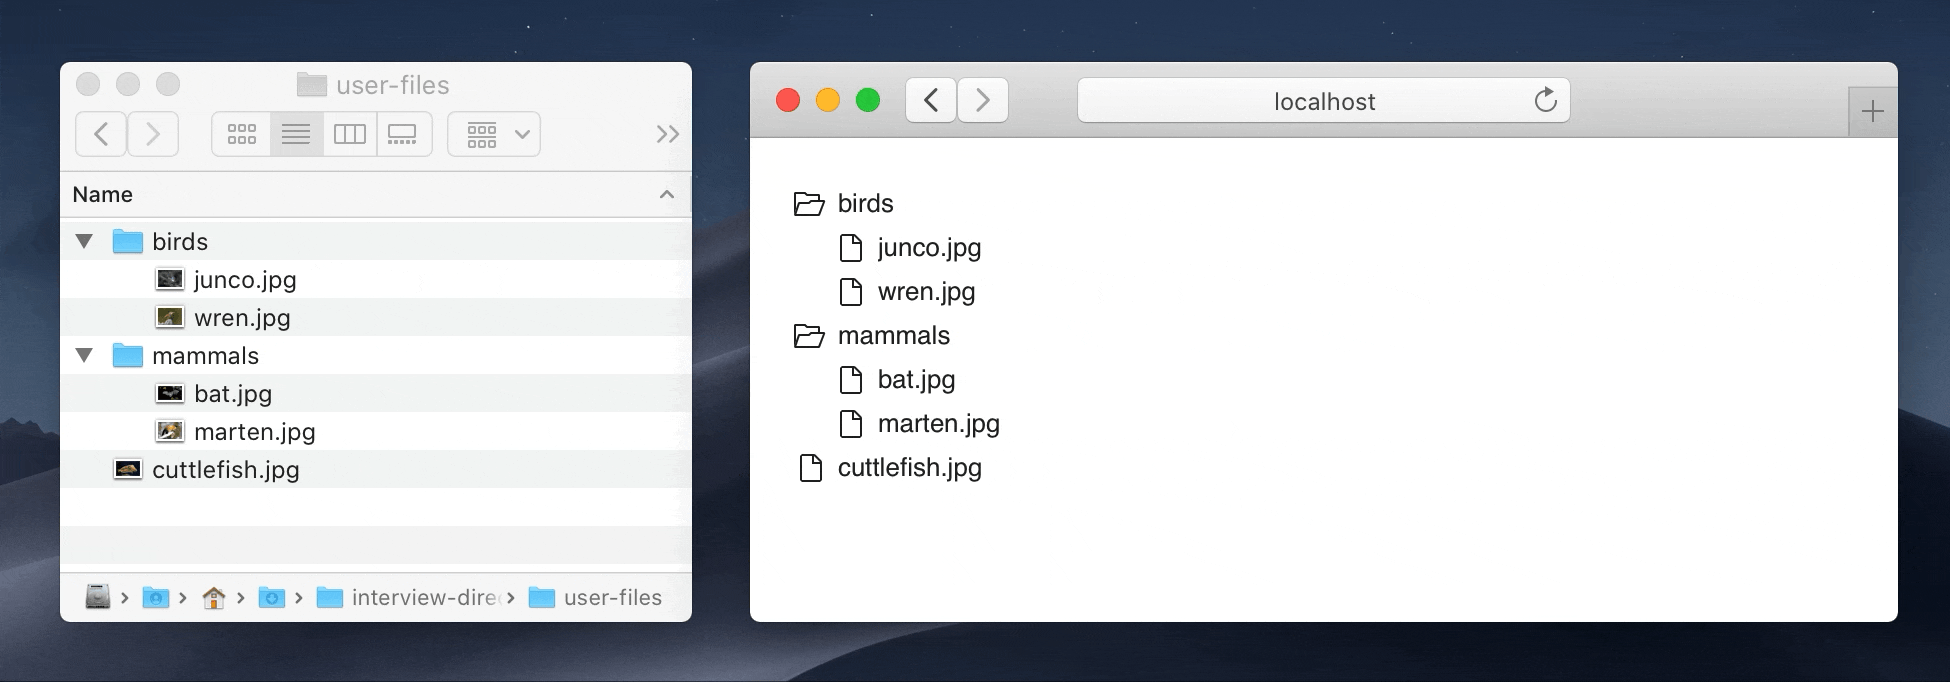 user-files
Name
birds
junco.jpg
wren.jpg
mammals
bat.jpg
marten.jpg
cuttlefish.jpg
interview-dire
user-files
localhost
birds
junco.jpg
wren.jpg
mammals
bat.jpg
marten.jpg
cuttlefish.jpg